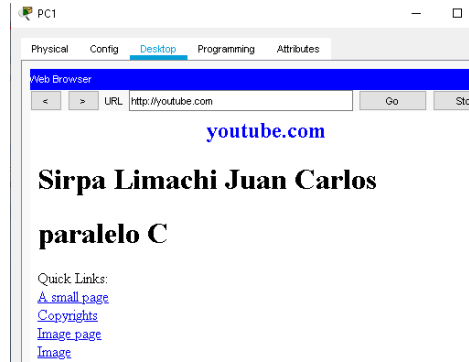 PC1
Physical Config Desktop Programming Attributes
Web Browser
< > URL http://youtube.com Go
youtube.com
Sirpa Limachi Juan Carlos
paralelo C
Quick Links:
A small page
Copyrights
Image page
Image